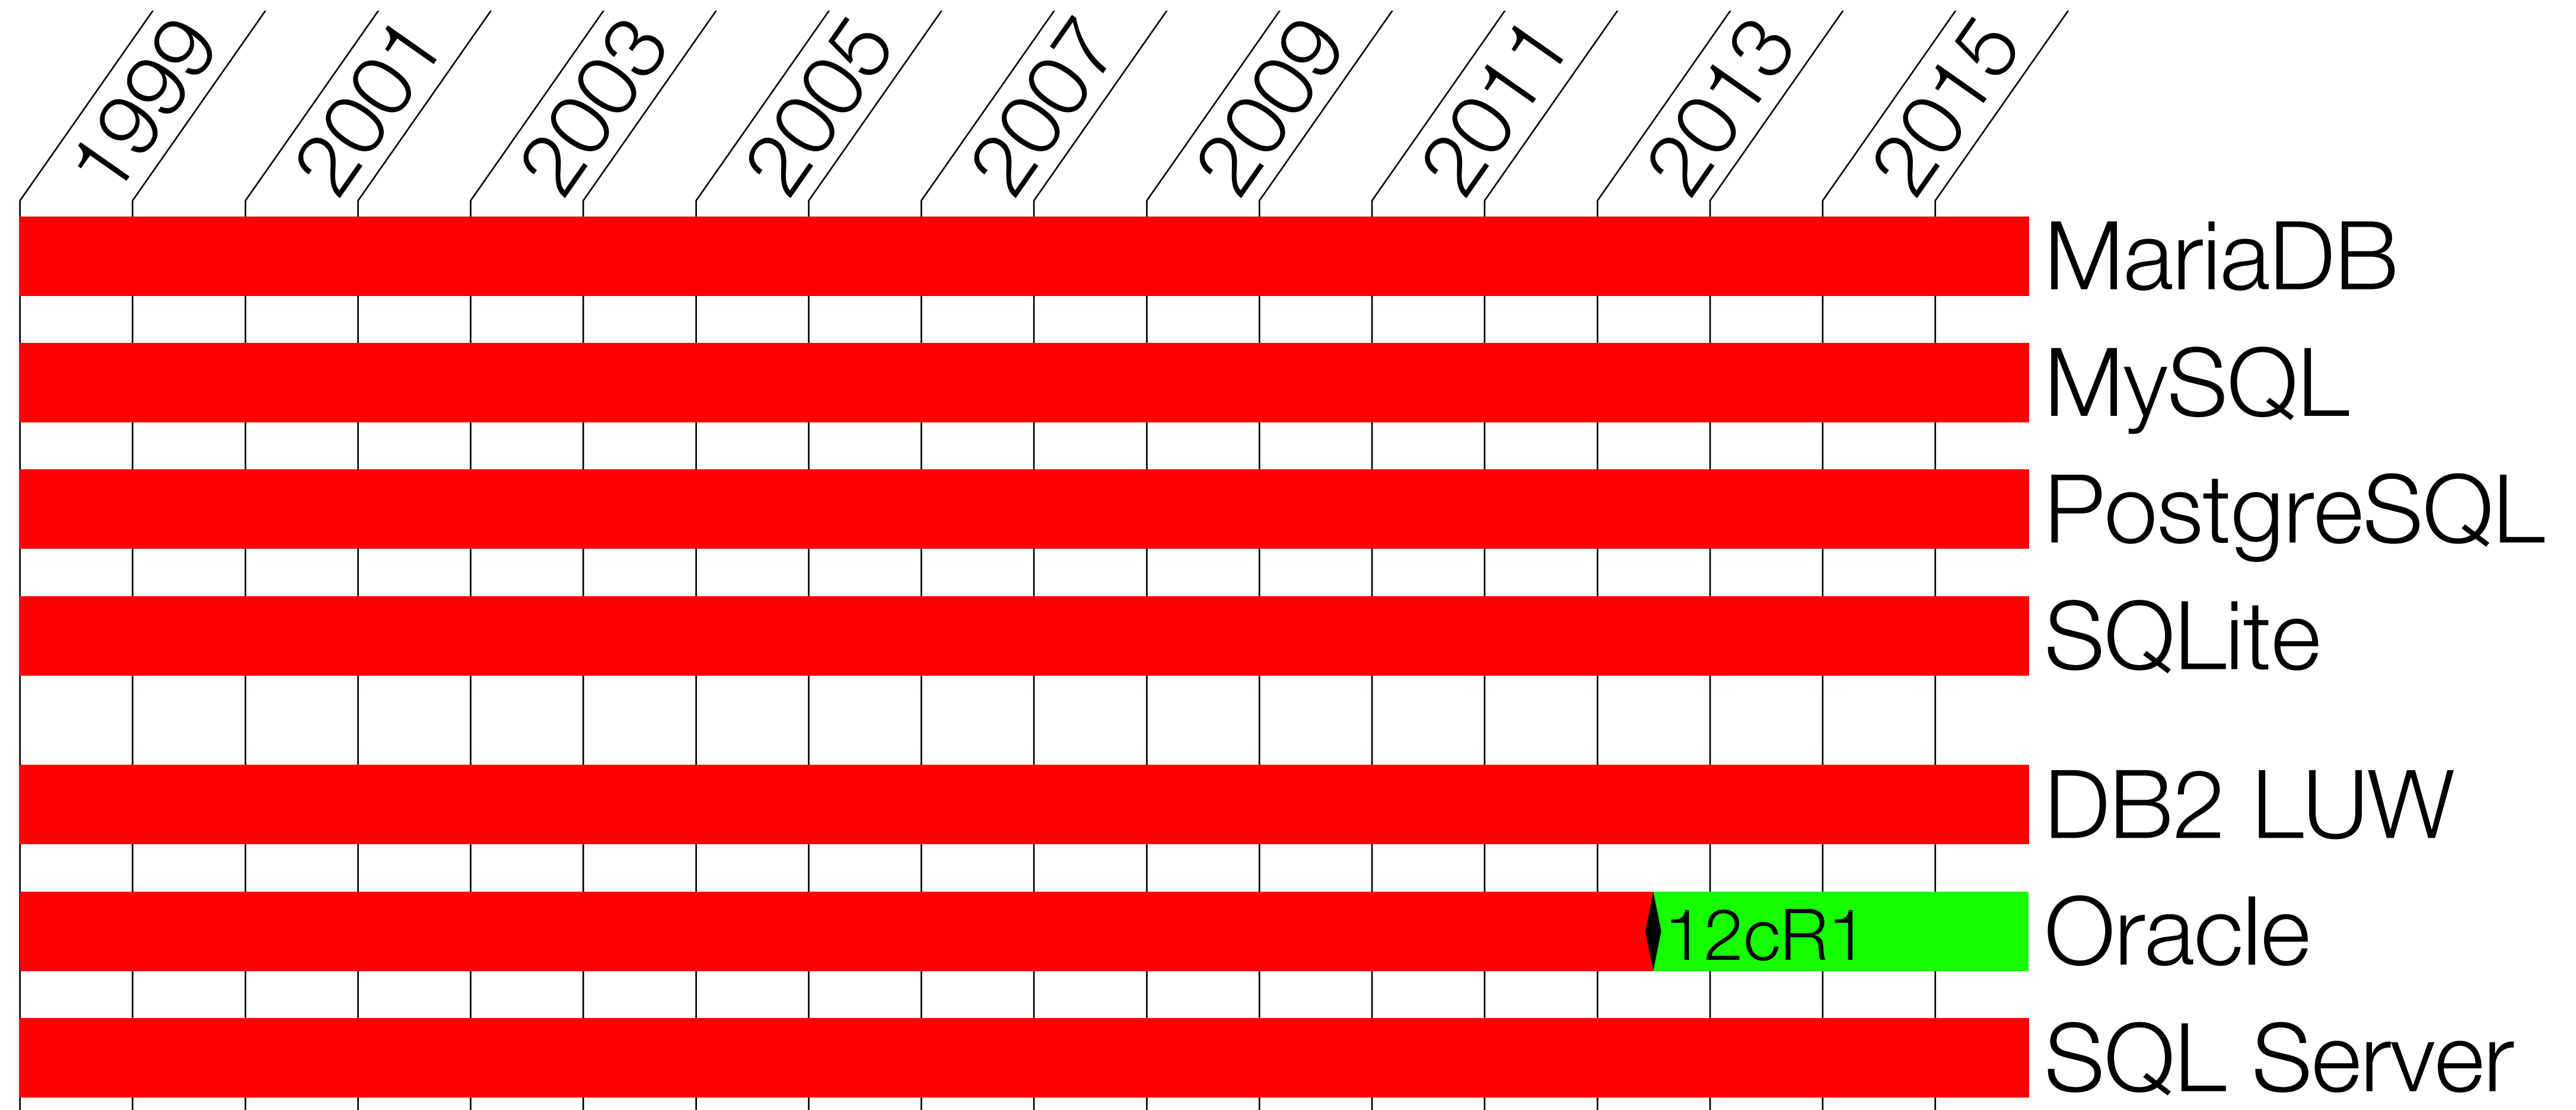 1999 2001 2003 2005 2007 2009 2011 2013 2015
MariaDB
MySQL
PostgreSQL
SQLite
DB2 LUW
12cR1 Oracle
SQL Server